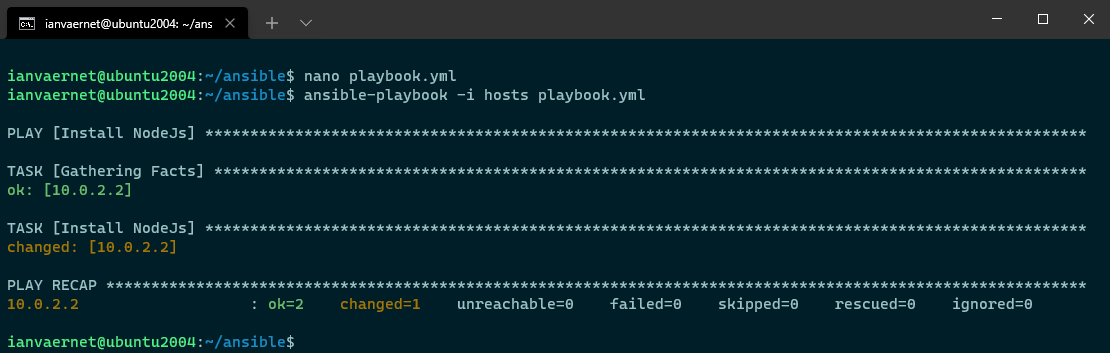 ianvaernet@ubuntu2004: ~/ans
ianvaernet@ubuntu2004:~/ansible$ nano playbook.yml
ianvaernet@ubuntu2004:~/ansible$ ansible-playbook -i hosts playbook.yml
PLAY [Install NodeJs] **************************************************************************************************
TASK [Gathering Facts] *************************************************************************************************
ok: [10.0.2.2]
TASK [Install NodeJs] **************************************************************************************************
changed: [10.0.2.2]
PLAY RECAP *************************************************************************************************************
10.0.2.2                   : ok=2    changed=1    unreachable=0    failed=0    skipped=0    rescued=0    ignored=0
ianvaernet@ubuntu2004:~/ansible$